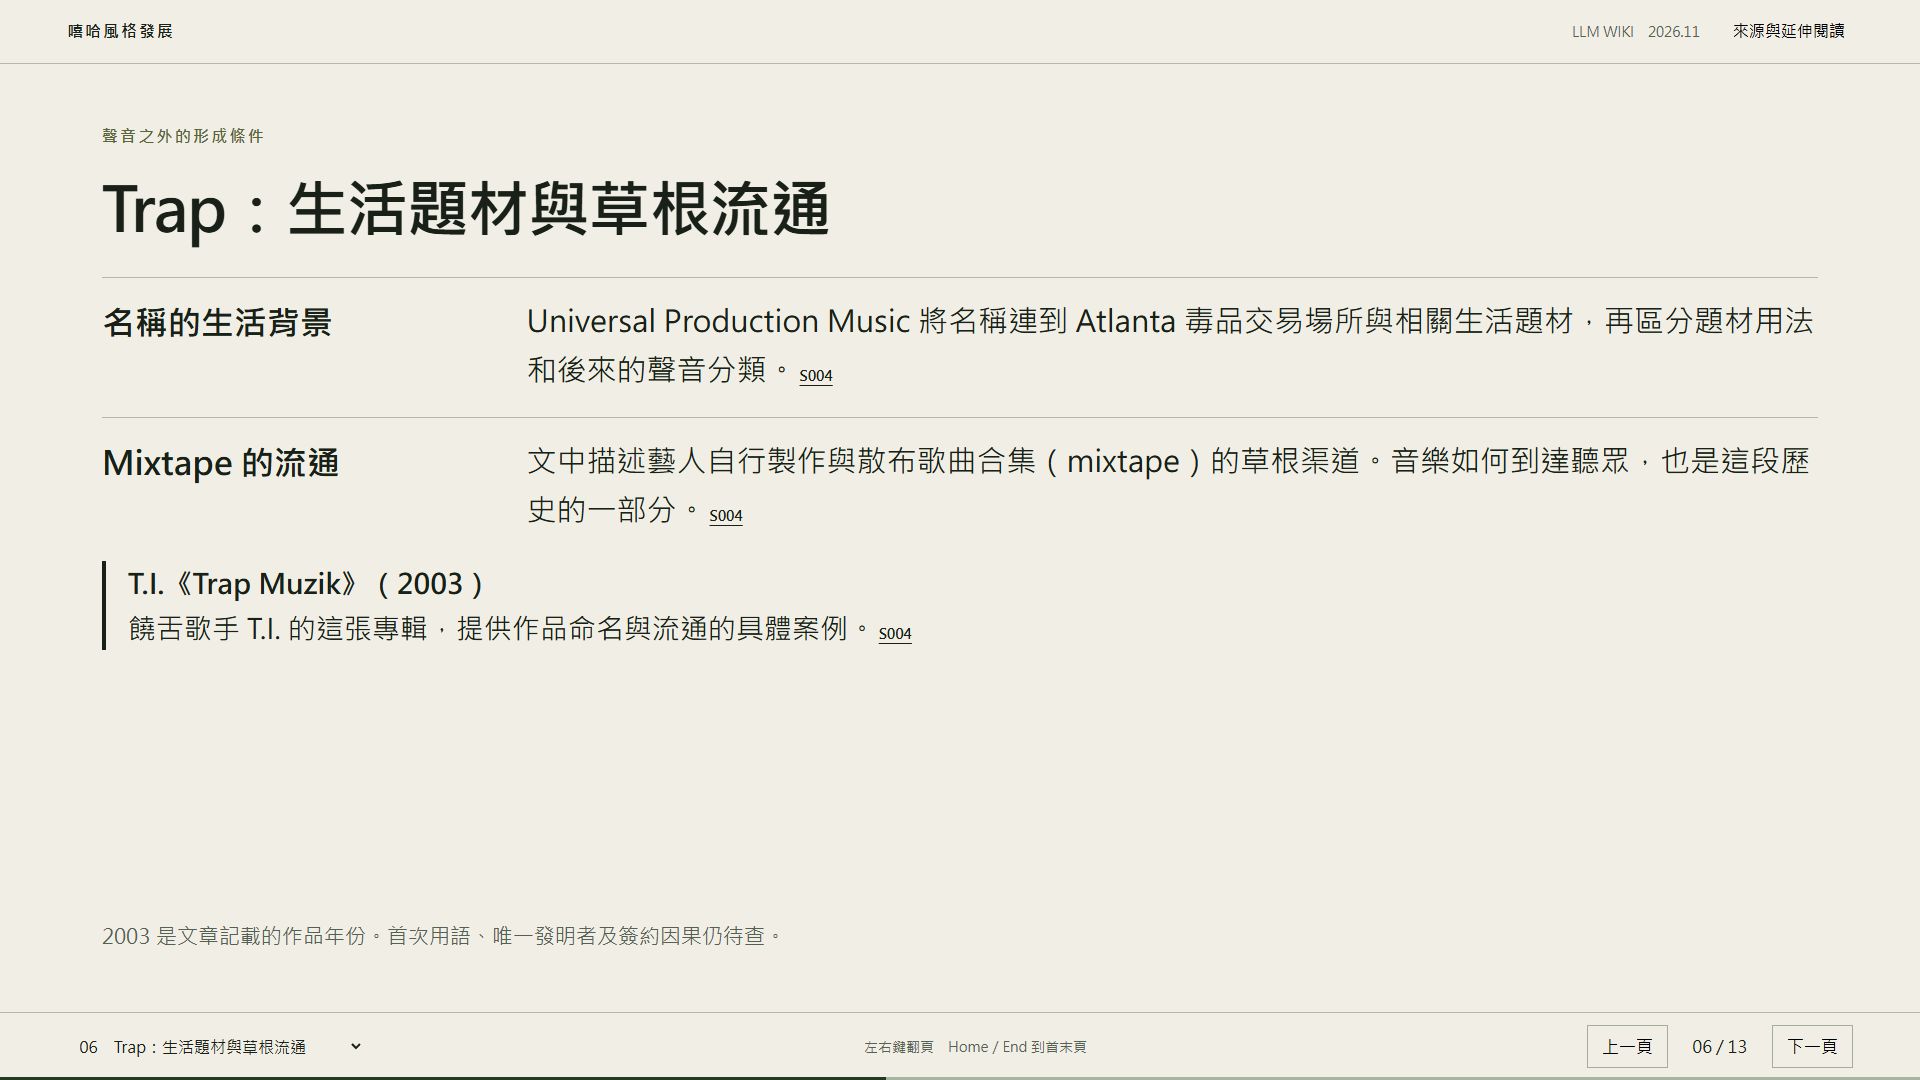 嘻哈風格發展
LLM WIKI 2026.11 來源與延伸閱讀
聲音之外的形成條件
Trap：生活題材與草根流通
名稱的生活背景
Universal Production Music 將名稱連到 Atlanta 毒品交易場所與相關生活題材，再區分題材用法
和後來的聲音分類。 S004
Mixtape 的流通
文中描述藝人自行製作與散布歌曲合集（mixtape）的草根渠道。音樂如何到達聽眾，也是這段歷
史的一部分。 S004
T.I.《Trap Muzik》（2003）
饒舌歌手 T.I. 的這張專輯，提供作品命名與流通的具體案例。 S004
2003 是文章記載的作品年份。首次用語、唯一發明者及簽約因果仍待查。
06 Trap：生活題材與草根流通
左右鍵翻頁 Home / End 到首末頁
上一頁 06 / 13 下一頁